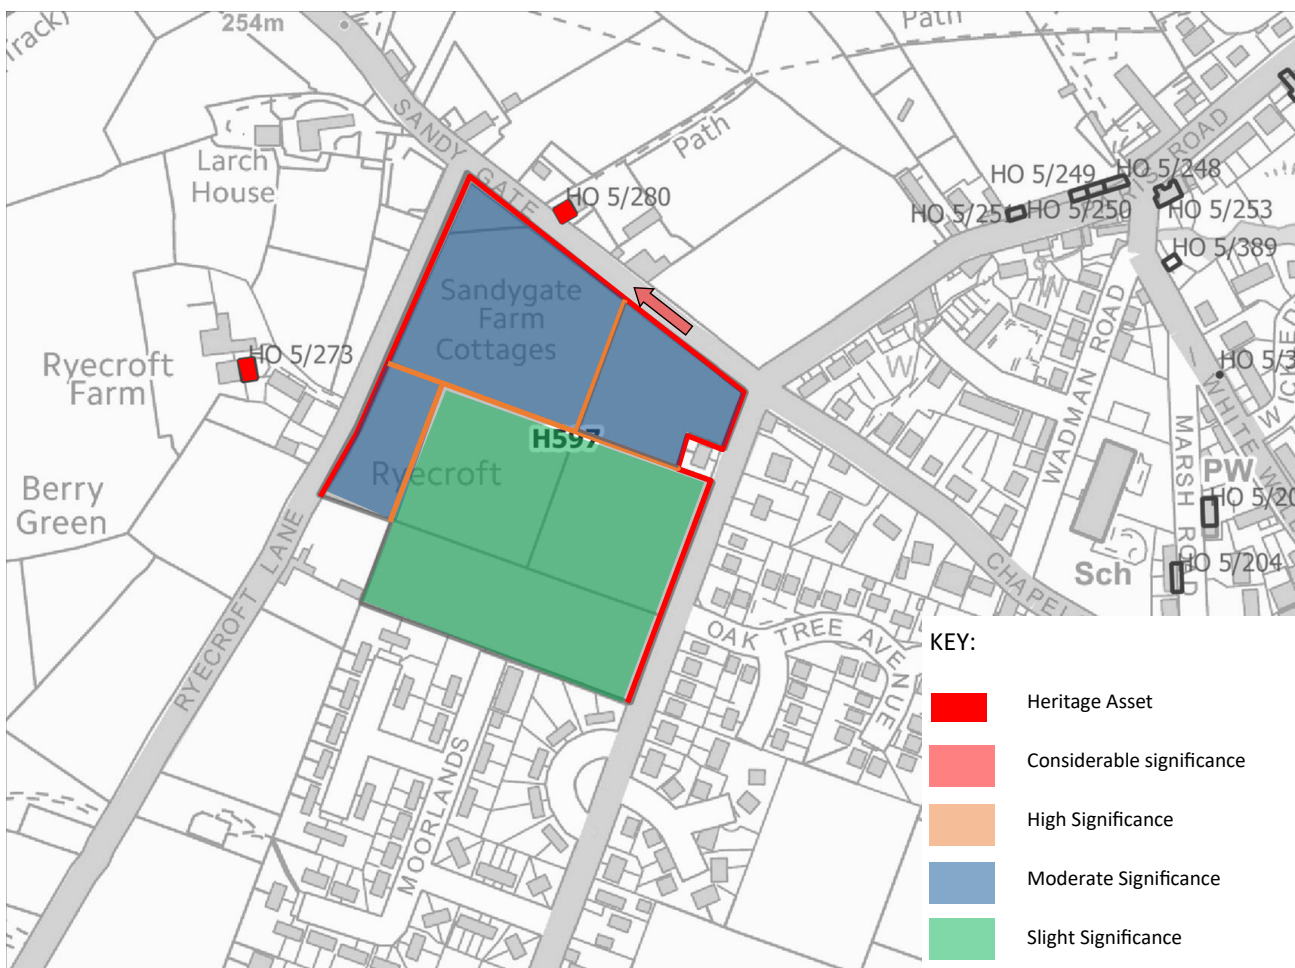 254m
Path
SANDY GATE
Path
Larch
House
HO 5/280
HO 5/249
HO 5/248
HO 5/250
HO 5/253
HO 5/389
ROAD
Sandygate
Farm
Cottages
HO 5/273
Ryecroft
Farm
W
W
WADMAN ROAD
H597
Ryecroft
Berry
Green
MARSH ROAD
PW
HO 5/204
Sch
RYECROFT LANE
CHAPEL
OAK TREE AVENUE
MOORLANDS
KEY:
Heritage Asset
Considerable significance
High Significance
Moderate Significance
Slight Significance